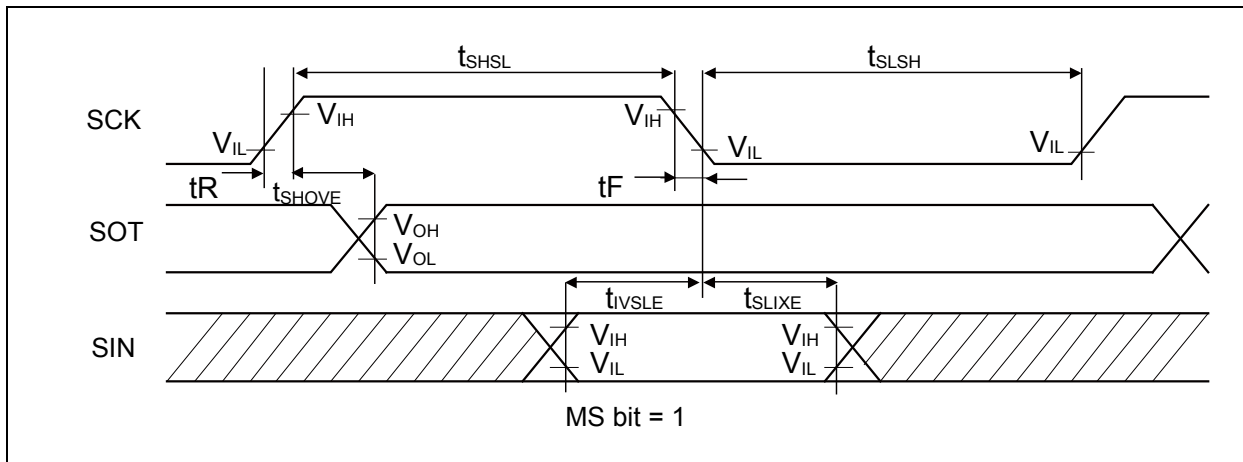 tSHSL
tSLSH
SCK
VIH
VIH
VIL
VIL
VIL
tR
tSHOVE
tF
SOT
VOH
VOL
tIVSLE
tSLIXE
SIN
VIH
VIH
VIL
VIL
MS bit = 1